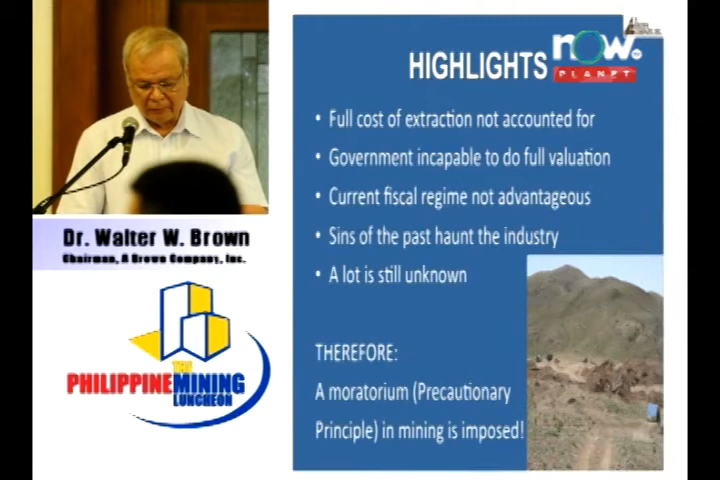 HIGHLIGHTS
now.
PLANET
• Full cost of extraction not accounted for
• Government incapable to do full valuation
• Current fiscal regime not advantageous
• Sins of the past haunt the industry
• A lot is still unknown
THEREFORE:
A moratorium (Precautionary
Principle) in mining is imposed!
Dr. Walter W. Brown
Chairman, A Brown Company, Inc.
THE
PHILIPPINEMINING
LUNCHEON